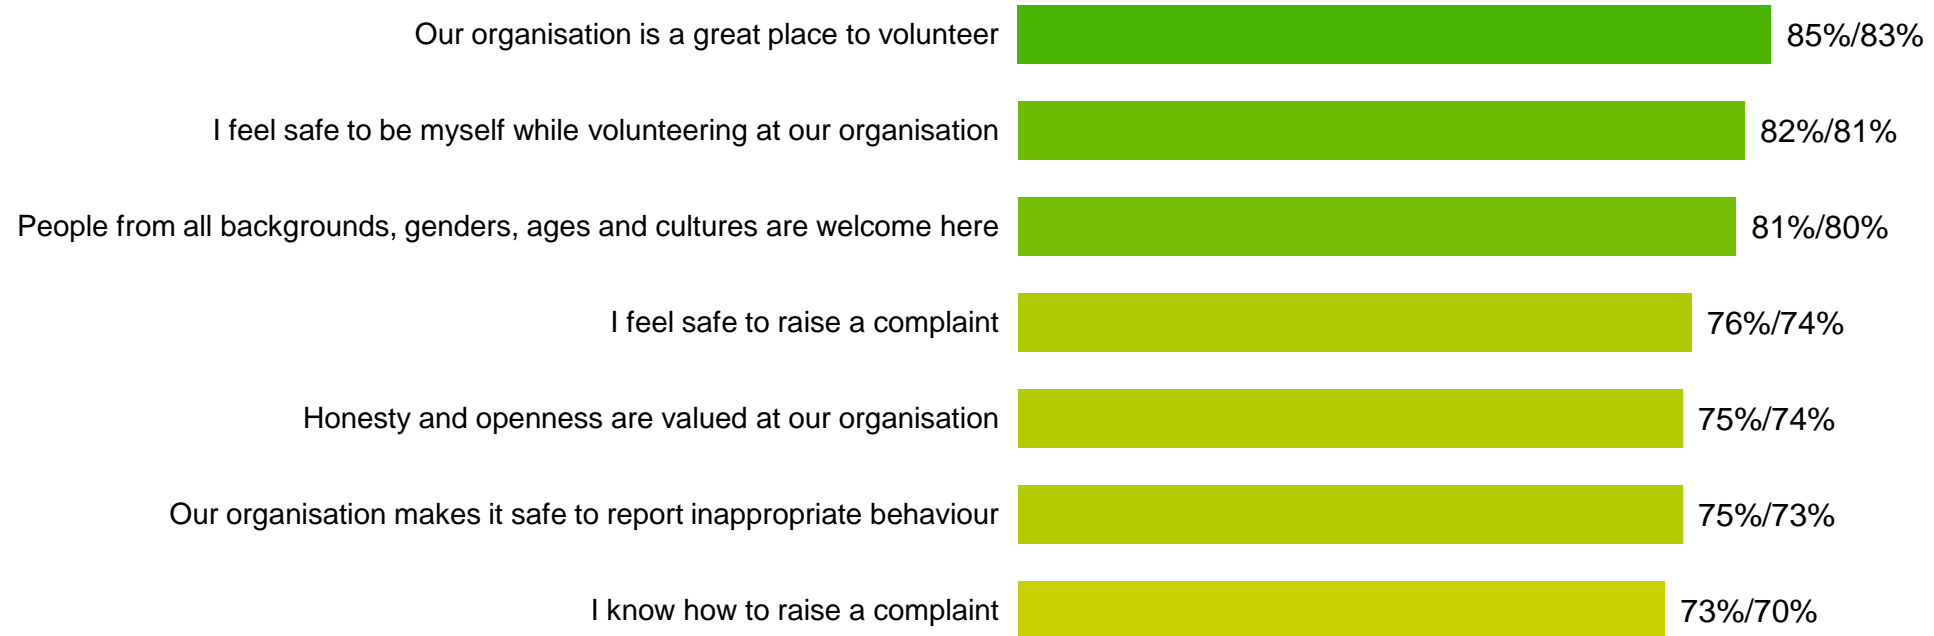 Our organisation is a great place to volunteer 85%/83%
I feel safe to be myself while volunteering at our organisation 82%/81%
People from all backgrounds, genders, ages and cultures are welcome here 81%/80%
I feel safe to raise a complaint 76%/74%
Honesty and openness are valued at our organisation 75%/74%
Our organisation makes it safe to report inappropriate behaviour 75%/73%
I know how to raise a complaint 73%/70%